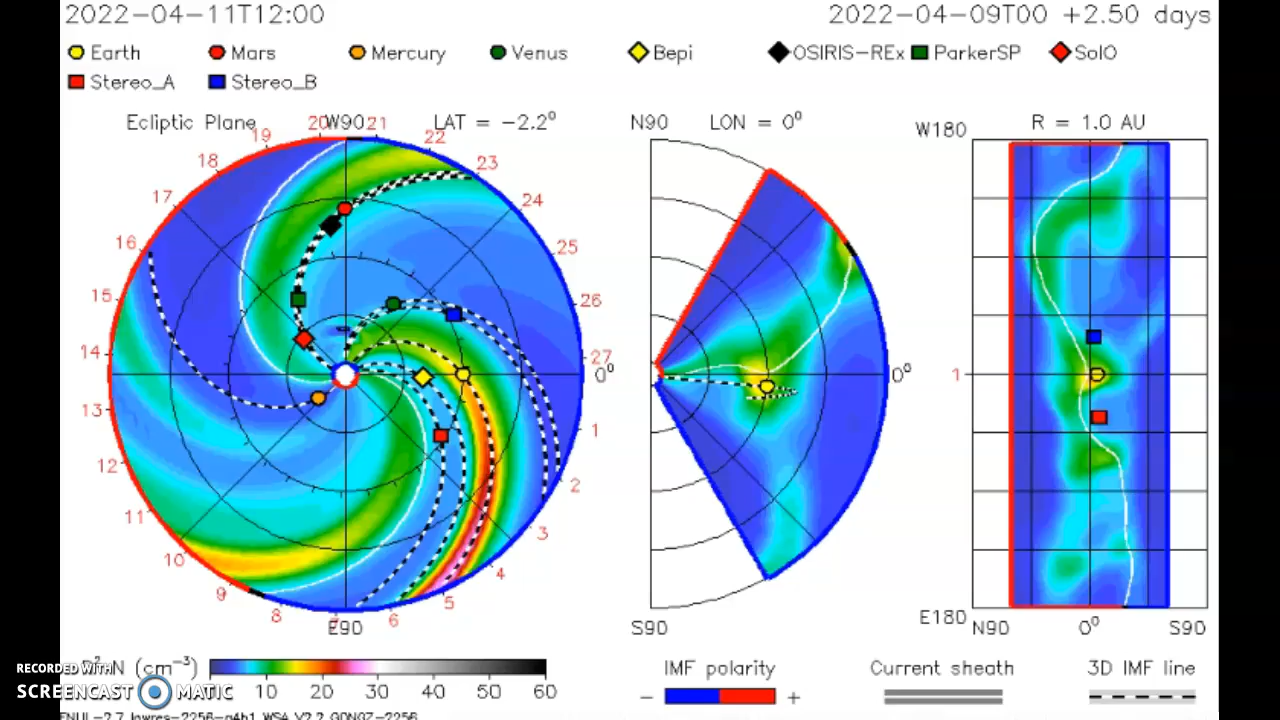 2022-04-11T12:00 2022-04-09T00 +2.50 days
Earth Mars Mercury Venus Bepi OSIRIS-REx ParkerSP SolO
Stereo_A Stereo_B
Ecliptic Plane W90 LAT = -2.2° N90 LON = 0° W180 R = 1.0 AU
19 20 21 22
18 23
17 24
16 25
15 26
14 27 0° 0° 1
13 1
12 2
11 3
10 4
9 8 6 5
E90 S90 E180 N90 0° S90
N (cm⁻³) IMF polarity Current sheath 3D IMF line
10 20 30 40 50 60 - +
RECORDED WITH
SCREENCAST MATIC